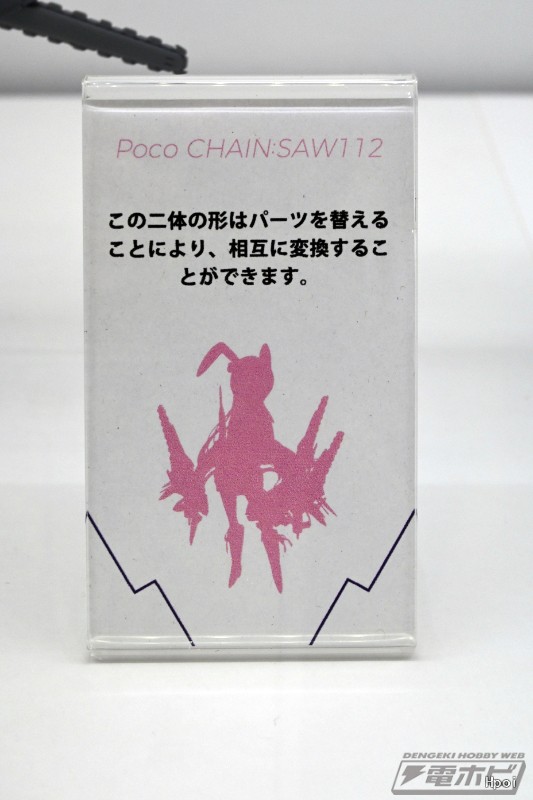 Poco CHAIN:SAW112
この二体の形はパーツを替える
ことにより、相互に変換するこ
とができます。
DENGEKI HOBBY WEB
電ホビ
Hpoi